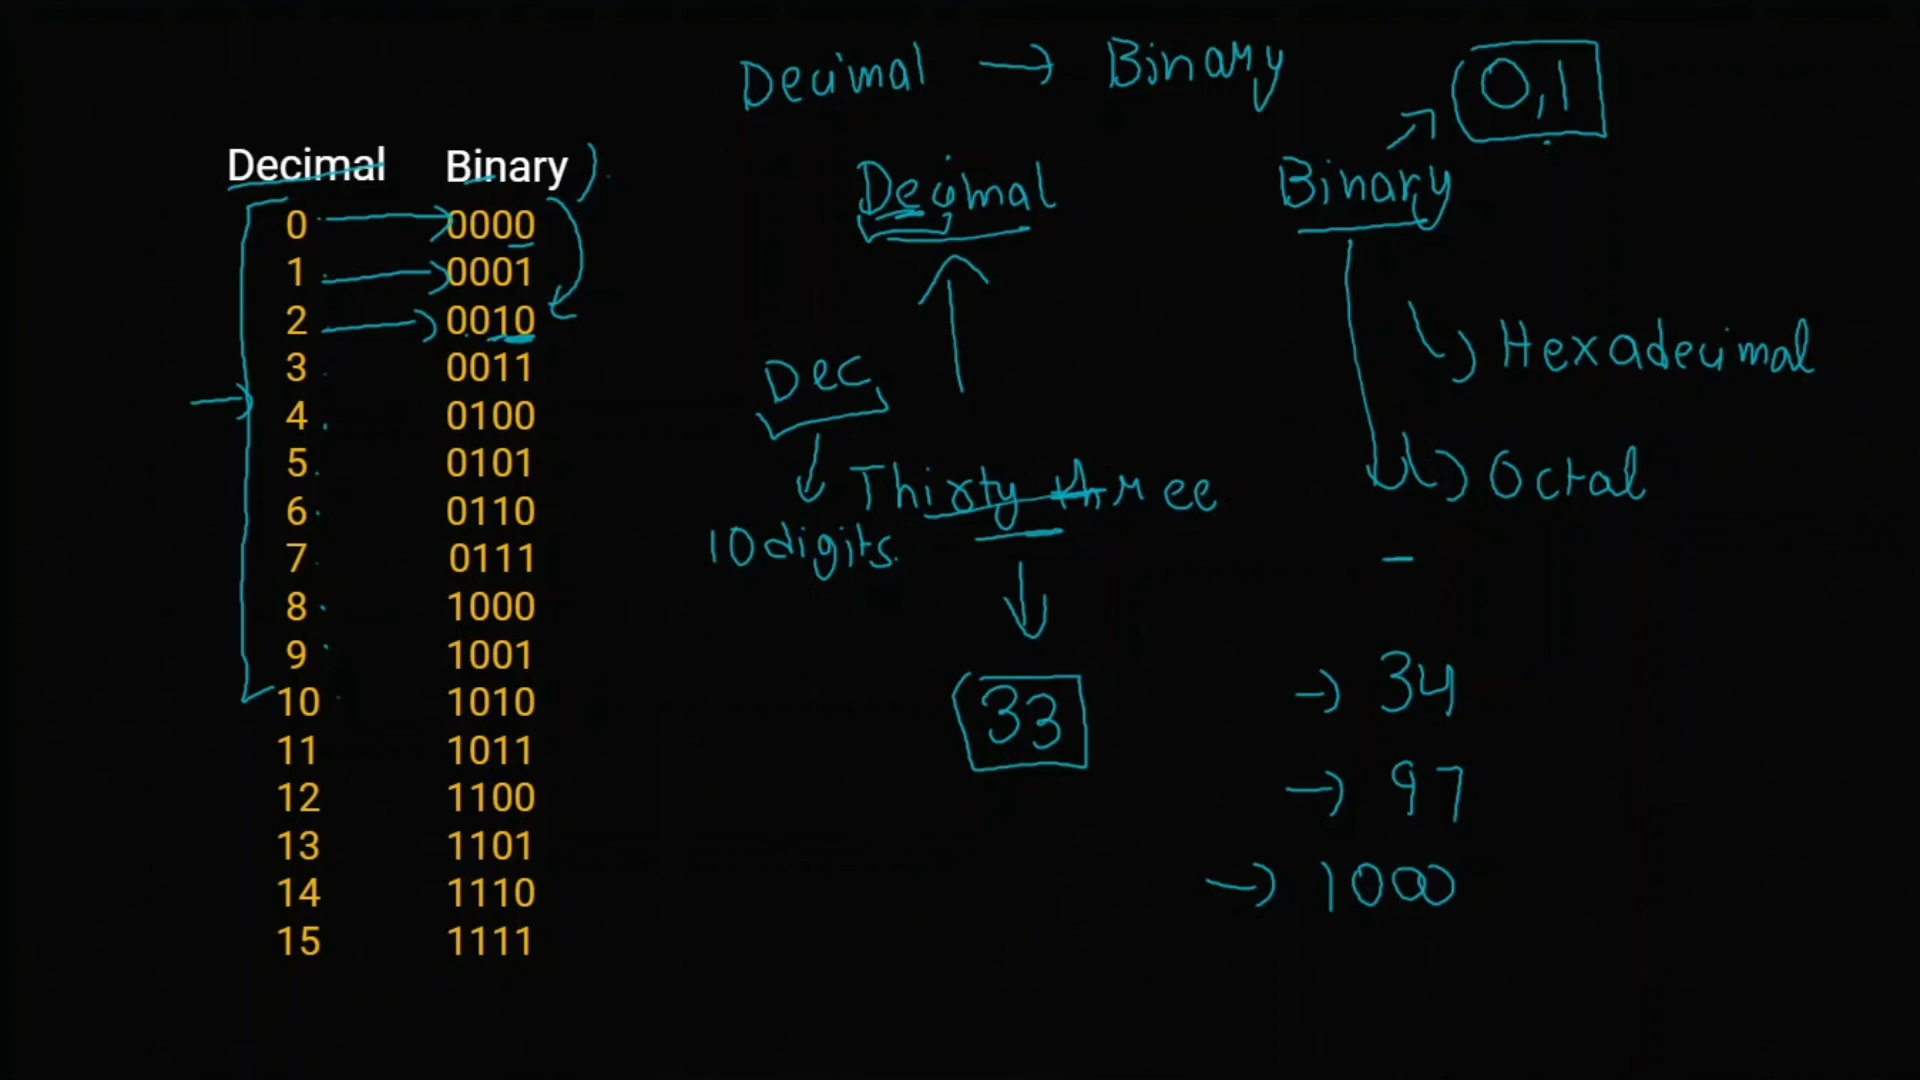 Decimal → Binary
0,1
Decimal Binary
0 0000
1 0001
2 0010
3 0011
4 0100
5 0101
6 0110
7 0111
8 1000
9 1001
10 1010
11 1011
12 1100
13 1101
14 1110
15 1111
Decimal
Dec
10 digits.
Thirty three
33
Binary
Hexadecimal
Octal
-
→ 34
→ 97
→ 1000